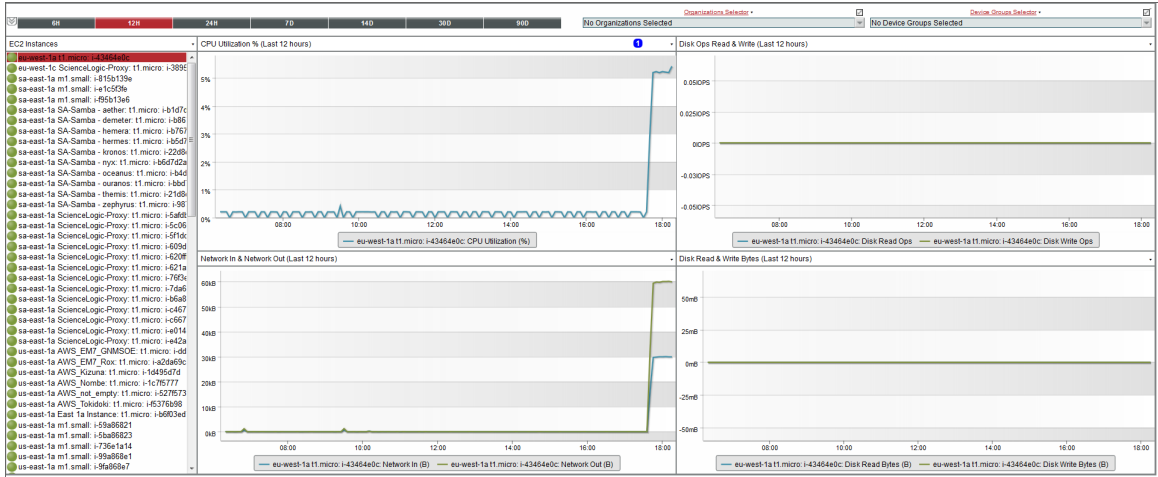 6H 12H 24H 7D 14D 30D 90D
Organizations Selector
No Organizations Selected
Device Groups Selector
No Device Groups Selected
EC2 Instances
eu-west-1a t1.micro: i-43464e0c
eu-west-1c ScienceLogic-Proxy: t1.micro: i-3895
sa-east-1a m1.small: i-815b139e
sa-east-1a m1.small: i-e1c5f3fe
sa-east-1a m1.small: i-f95b13e6
sa-east-1a SA-Samba - aether: t1.micro: i-b1d7c
sa-east-1a SA-Samba - demeter: t1.micro: i-b86
sa-east-1a SA-Samba - hemera: t1.micro: i-b767
sa-east-1a SA-Samba - hermes: t1.micro: i-b5d7
sa-east-1a SA-Samba - kronos: t1.micro: i-22d8
sa-east-1a SA-Samba - nyx: t1.micro: i-b6d7d2a
sa-east-1a SA-Samba - oceanus: t1.micro: i-b4d
sa-east-1a SA-Samba - ouranos: t1.micro: i-bbd
sa-east-1a SA-Samba - themis: t1.micro: i-21d8
sa-east-1a SA-Samba - zephyrus: t1.micro: i-98
sa-east-1a ScienceLogic-Proxy: t1.micro: i-5afd
sa-east-1a ScienceLogic-Proxy: t1.micro: i-5c06
sa-east-1a ScienceLogic-Proxy: t1.micro: i-5f1d
sa-east-1a ScienceLogic-Proxy: t1.micro: i-609d
sa-east-1a ScienceLogic-Proxy: t1.micro: i-620f
sa-east-1a ScienceLogic-Proxy: t1.micro: i-621a
sa-east-1a ScienceLogic-Proxy: t1.micro: i-76f3
sa-east-1a ScienceLogic-Proxy: t1.micro: i-7da6
sa-east-1a ScienceLogic-Proxy: t1.micro: i-b6a8
sa-east-1a ScienceLogic-Proxy: t1.micro: i-c467
sa-east-1a ScienceLogic-Proxy: t1.micro: i-c667
sa-east-1a ScienceLogic-Proxy: t1.micro: i-e014
sa-east-1a ScienceLogic-Proxy: t1.micro: i-e42a
us-east-1a AWS_EM7_GNMSOE: t1.micro: i-dd
us-east-1a AWS_EM7_Rox: t1.micro: i-a2da69c
us-east-1a AWS_Kizuna: t1.micro: i-1d495d7d
us-east-1a AWS_Nombe: t1.micro: i-1c7f5777
us-east-1a AWS_not_empty: t1.micro: i-527f573
us-east-1a AWS_Tokidoki: t1.micro: i-f5376b98
us-east-1a East 1a Instance: t1.micro: i-b6f03ed
us-east-1a m1.small: i-59a86821
us-east-1a m1.small: i-5ba86823
us-east-1a m1.small: i-736e1a14
us-east-1a m1.small: i-99a868e1
us-east-1a m1.small: i-9fa868e7
CPU Utilization % (Last 12 hours)
1
5%
4%
3%
2%
1%
0%
08:00 10:00 12:00 14:00 16:00 18:00
eu-west-1a t1.micro: i-43464e0c: CPU Utilization (%)
Disk Ops Read & Write (Last 12 hours)
0.05IOPS
0.025IOPS
0IOPS
-0.03IOPS
-0.05IOPS
08:00 10:00 12:00 14:00 16:00 18:00
eu-west-1a t1.micro: i-43464e0c: Disk Read Ops
eu-west-1a t1.micro: i-43464e0c: Disk Write Ops
Network In & Network Out (Last 12 hours)
60kB
50kB
40kB
30kB
20kB
10kB
0kB
08:00 10:00 12:00 14:00 16:00 18:00
eu-west-1a t1.micro: i-43464e0c: Network In (B)
eu-west-1a t1.micro: i-43464e0c: Network Out (B)
Disk Read & Write Bytes (Last 12 hours)
50mB
25mB
0mB
-25mB
-50mB
08:00 10:00 12:00 14:00 16:00 18:00
eu-west-1a t1.micro: i-43464e0c: Disk Read Bytes (B)
eu-west-1a t1.micro: i-43464e0c: Disk Write Bytes (B)